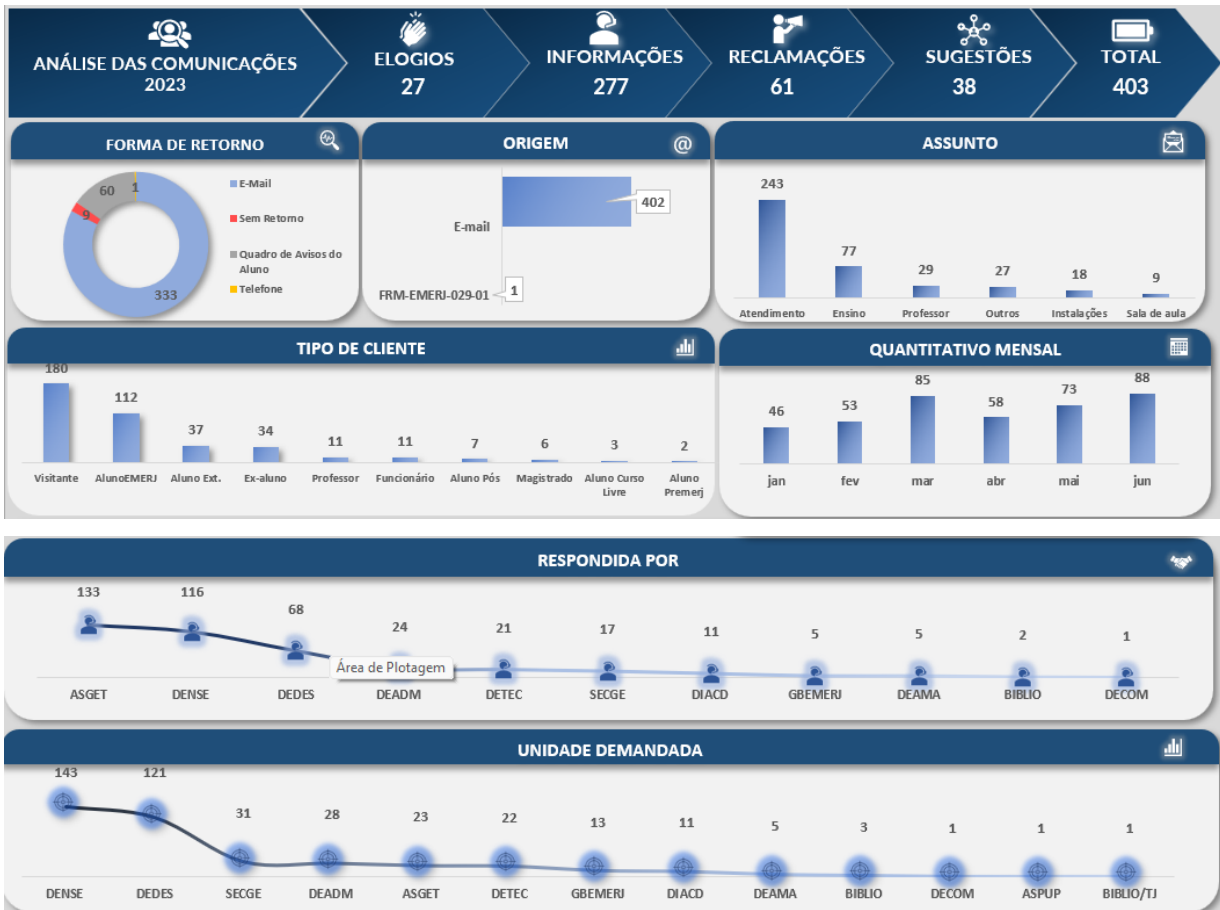 ANÁLISE DAS COMUNICAÇÕES
2023
ELOGIOS
27
INFORMAÇÕES
277
RECLAMAÇÕES
61
SUGESTÕES
38
TOTAL
403
FORMA DE RETORNO
60
1
9
333
E-Mail
Sem Retorno
Quadro de Avisos do
Aluno
Telefone
ORIGEM
@
E-mail
402
FRM-EMERJ-029-01
1
ASSUNTO
243
77
29
27
18
9
Atendimento Ensino Professor Outros Instalações Sala de aula
TIPO DE CLIENTE
180
112
37
34
11
11
7
6
3
2
Visitante AlunoEMERJ Aluno Ext. Ex-aluno Professor Funcionário Aluno Pós Magistrado Aluno Curso
Livre
Aluno
Premerj
QUANTITATIVO MENSAL
46
53
85
58
73
88
jan fev mar abr mai jun
RESPONDIDA POR
133 116 68 24 21 17 11 5 5 2 1
Área de Plotagem
ASGET DENSE DEDES DEADM DETEC SECGE DIACD GBEMERJ DEAMA BIBLIO DECOM
UNIDADE DEMANDADA
143 121 31 28 23 22 13 11 5 3 1 1 1
DENSE DEDES SECGE DEADM ASGET DETEC GBEMERJ DIACD DEAMA BIBLIO DECOM ASPUP BIBLIO/TJ